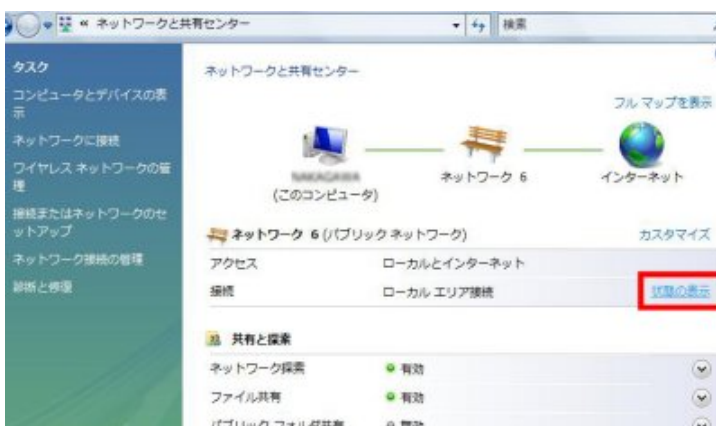 « ネットワークと共有センター
検索
タスク
コンピュータとデバイスの表
示
ネットワークに接続
ワイヤレス ネットワークの管
理
接続またはネットワークのセ
ットアップ
ネットワーク接続の管理
診断と修復
ネットワークと共有センター
フル マップを表示
(このコンピュータ)
ネットワーク 6
インターネット
ネットワーク 6 (パブリック ネットワーク)
カスタマイズ
アクセス
ローカルとインターネット
接続
ローカル エリア接続
状態の表示
共有と探索
ネットワーク探索
有効
ファイル共有
有効
パブリック フォルダ共有